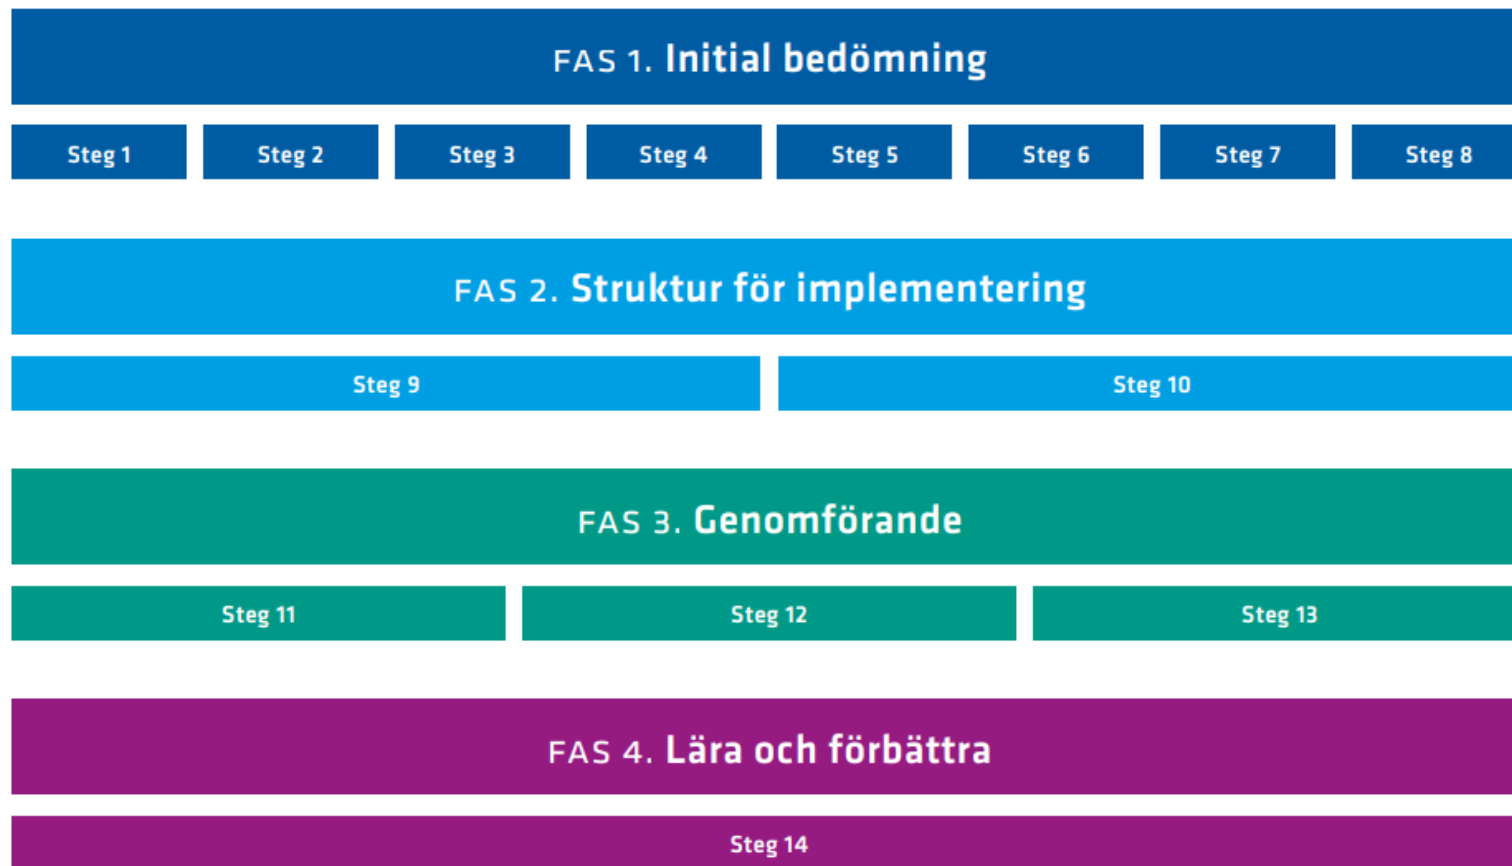 FAS 1. Initial bedömning
Steg 1 Steg 2 Steg 3 Steg 4 Steg 5 Steg 6 Steg 7 Steg 8
FAS 2. Struktur för implementering
Steg 9 Steg 10
FAS 3. Genomförande
Steg 11 Steg 12 Steg 13
FAS 4. Lära och förbättra
Steg 14